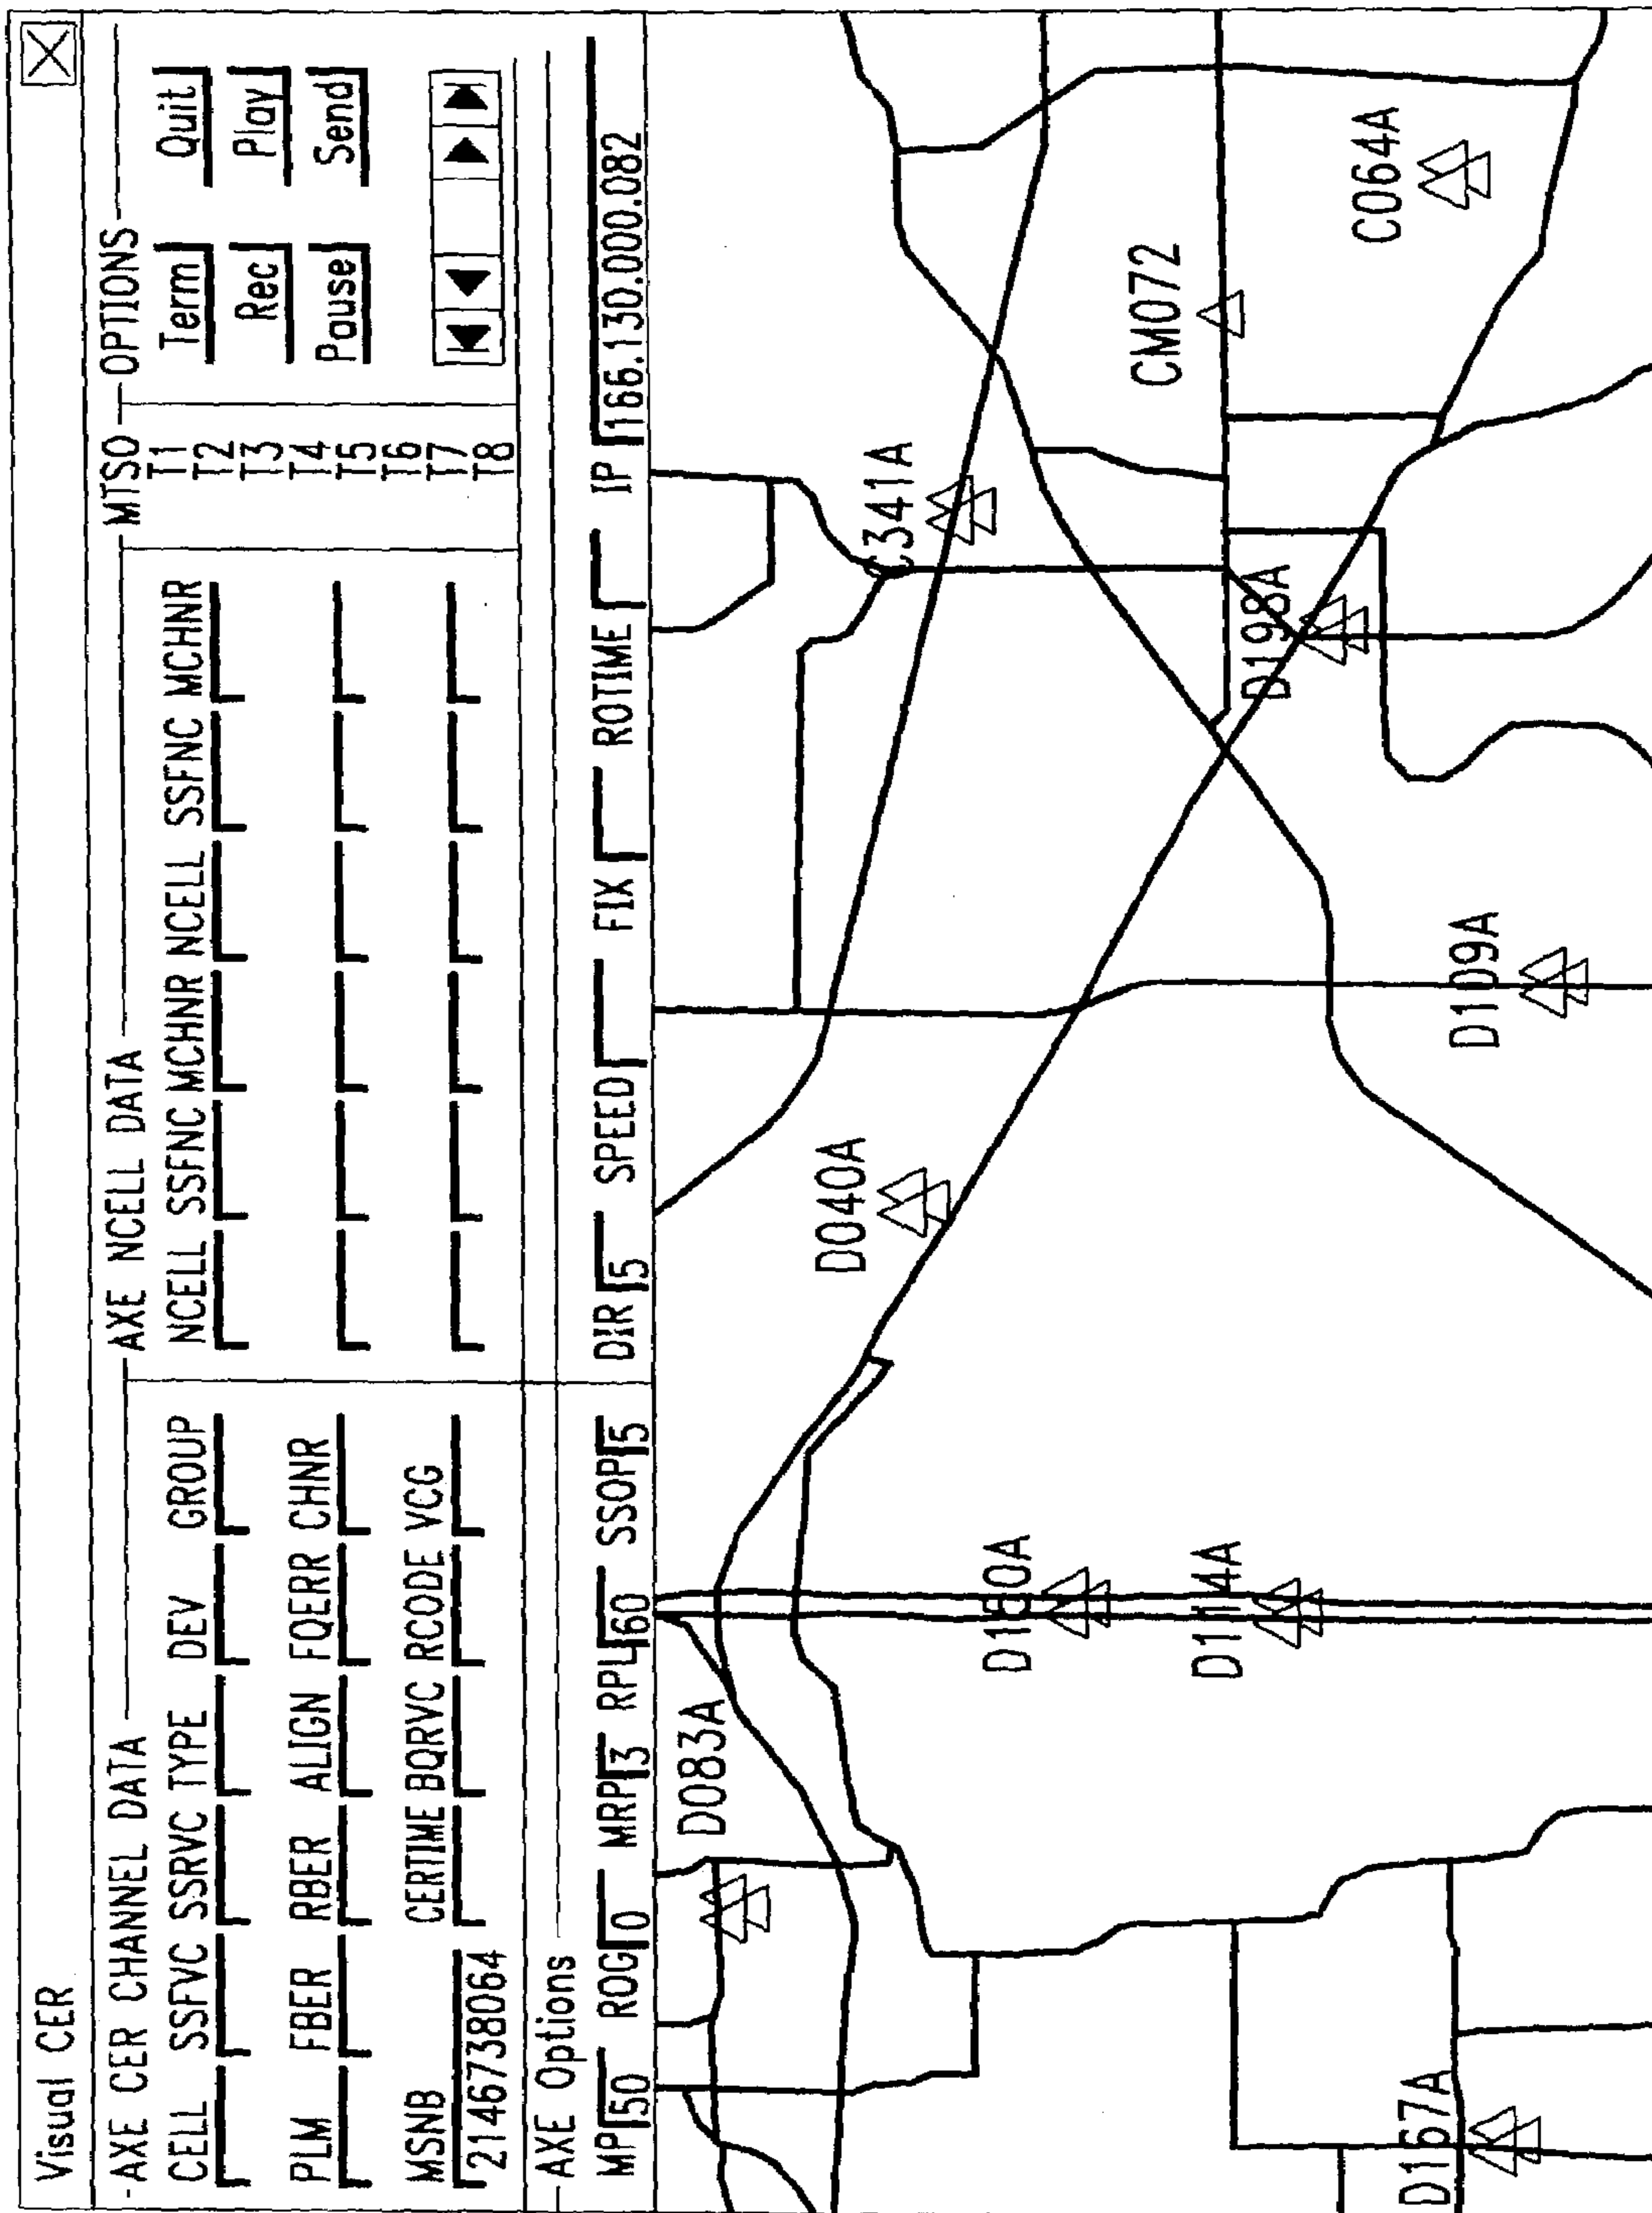 Visual CER
AXE CER CHANNEL DATA AXE NCELL DATA MTSO OPTIONS
CELL SSFVC SSRVC TYPE DEV GROUP NCELL SSFNC MCHNR NCELL SSFNC MCHNR T1 Term Quit
T2
PLM FBER RBER ALIGN FQERR CHNR T3 Rec Play
T4
T5 Pause Send
MSNB CERTIME BQRVC RCODE VCG T6
T7
2146738064 T8
AXE Options
MP 50 ROG 0 MRP 3 RPL 60 SSOP 5 DIR 5 SPEED FIX ROTIME IP 166.130.000.082
D083A
D040A
C341A
D180A
CM072
D114A
D198A
C064A
D167A
D109A